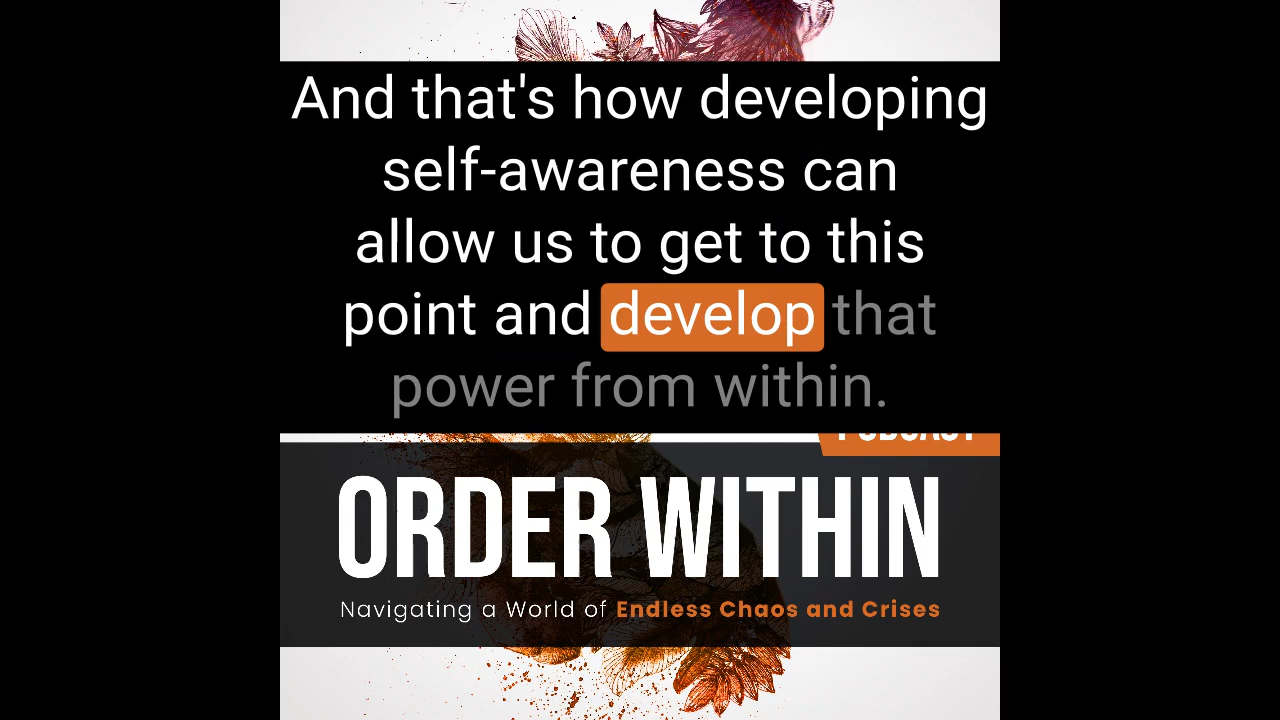 And that's how developing
self-awareness can
allow us to get to this
point and develop that
power from within.
PODCAST
ORDER WITHIN
Navigating a World of Endless Chaos and Crises